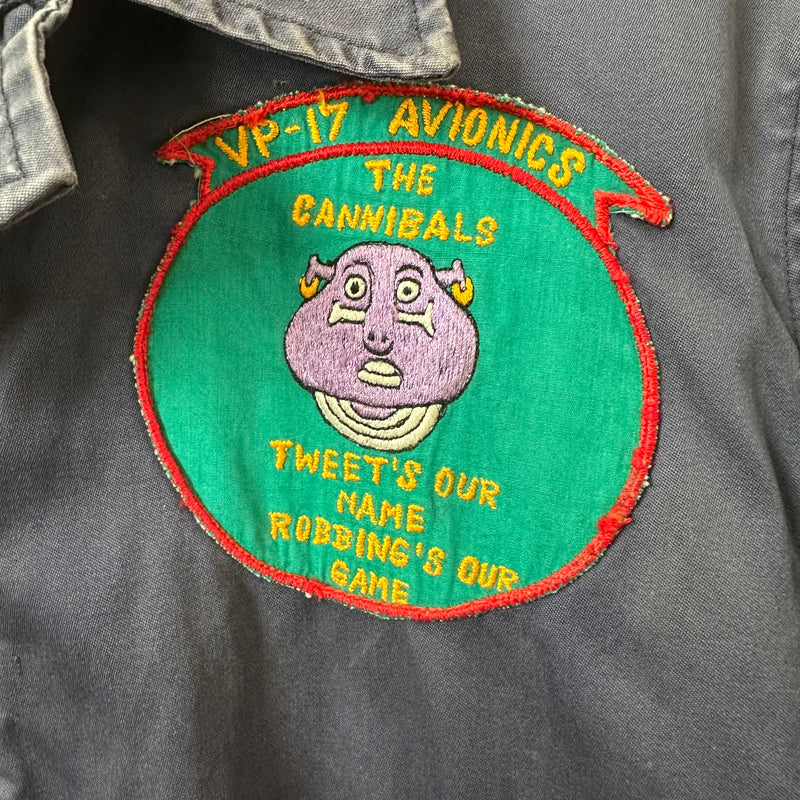 VP-17 AVIONICS
THE
CANNIBALS
TWEET'S OUR
NAME
ROBBING'S OUR
GAME